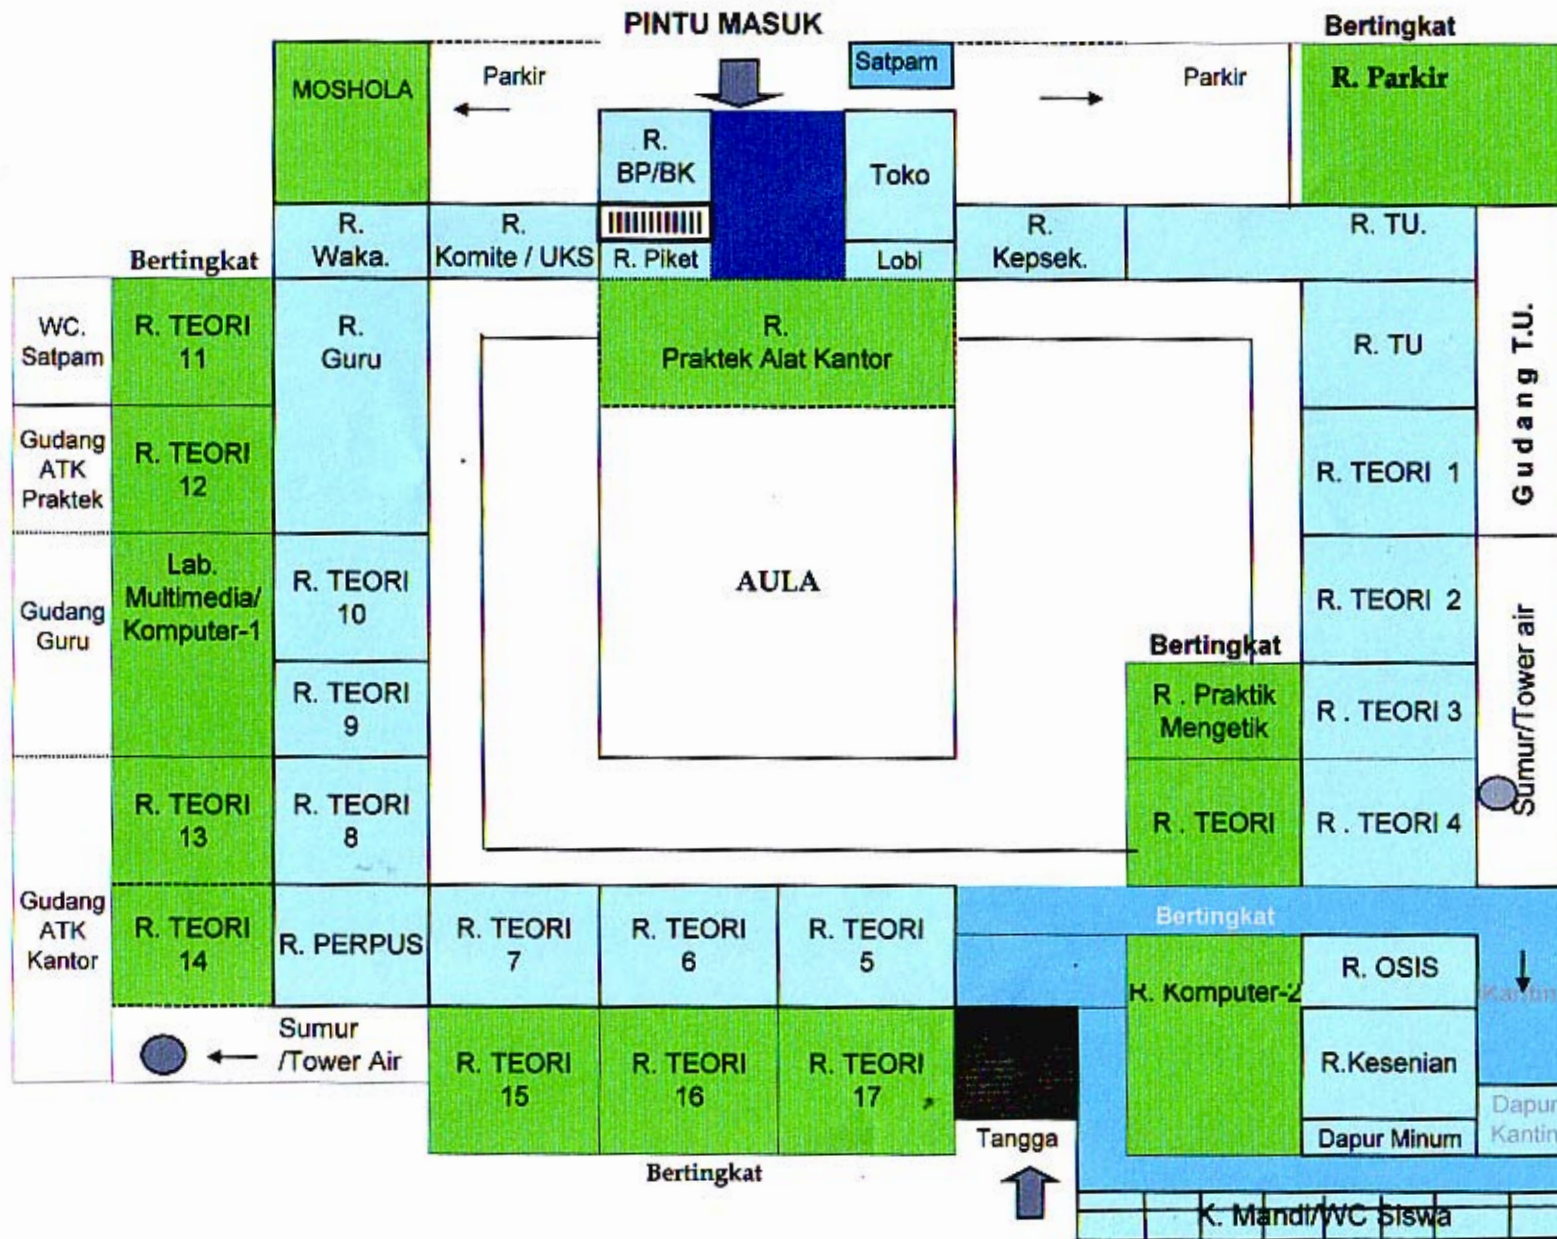 PINTU MASUK
Bertingkat
MOSHOLA
Parkir
Satpam
Parkir
R. Parkir
R.
BP/BK
Toko
R.
Waka.
R.
Komite / UKS
R. Piket
Lobi
R.
Kepsek.
R. TU.
Bertingkat
WC.
Satpam
R. TEORI
11
R.
Guru
R.
Praktek Alat Kantor
R. TU
Gudang T.U.
Gudang
ATK
Praktek
R. TEORI
12
R. TEORI 1
Gudang
Guru
Lab.
Multimedia/
Komputer-1
R. TEORI
10
AULA
R. TEORI 2
Sumur/Tower air
Bertingkat
R. TEORI
9
R . Praktik
Mengetik
R . TEORI 3
R. TEORI
13
R. TEORI
8
R . TEORI
R . TEORI 4
Gudang
ATK
Kantor
R. TEORI
14
R. PERPUS
R. TEORI
7
R. TEORI
6
R. TEORI
5
Bertingkat
R. Komputer-2
R. OSIS
Kantin
Sumur
/Tower Air
R. TEORI
15
R. TEORI
16
R. TEORI
17
R.Kesenian
Tangga
Dapur Minum
Dapur
Kantin
Bertingkat
K. Mandi/WC Siswa